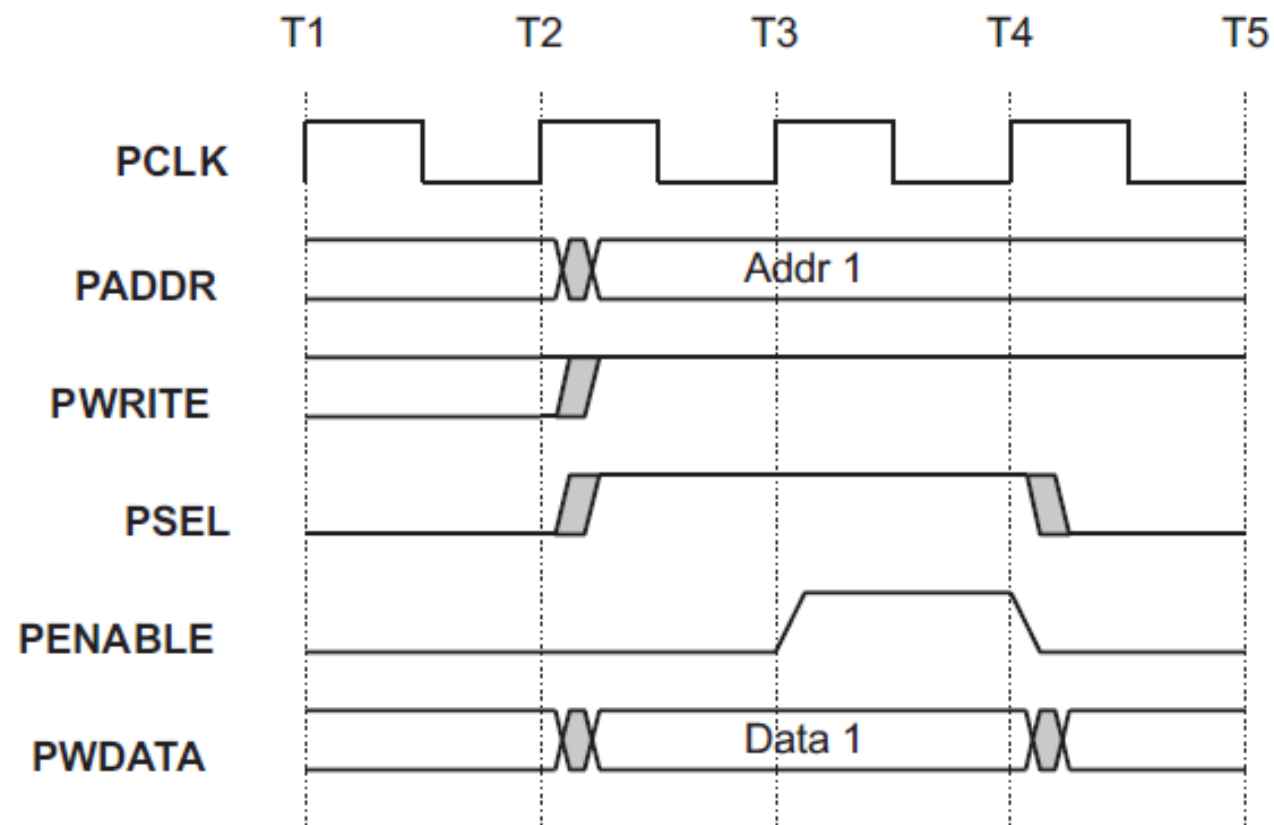 T1 T2 T3 T4 T5
PCLK
PADDR Addr 1
PWRITE
PSEL
PENABLE
PWDATA Data 1